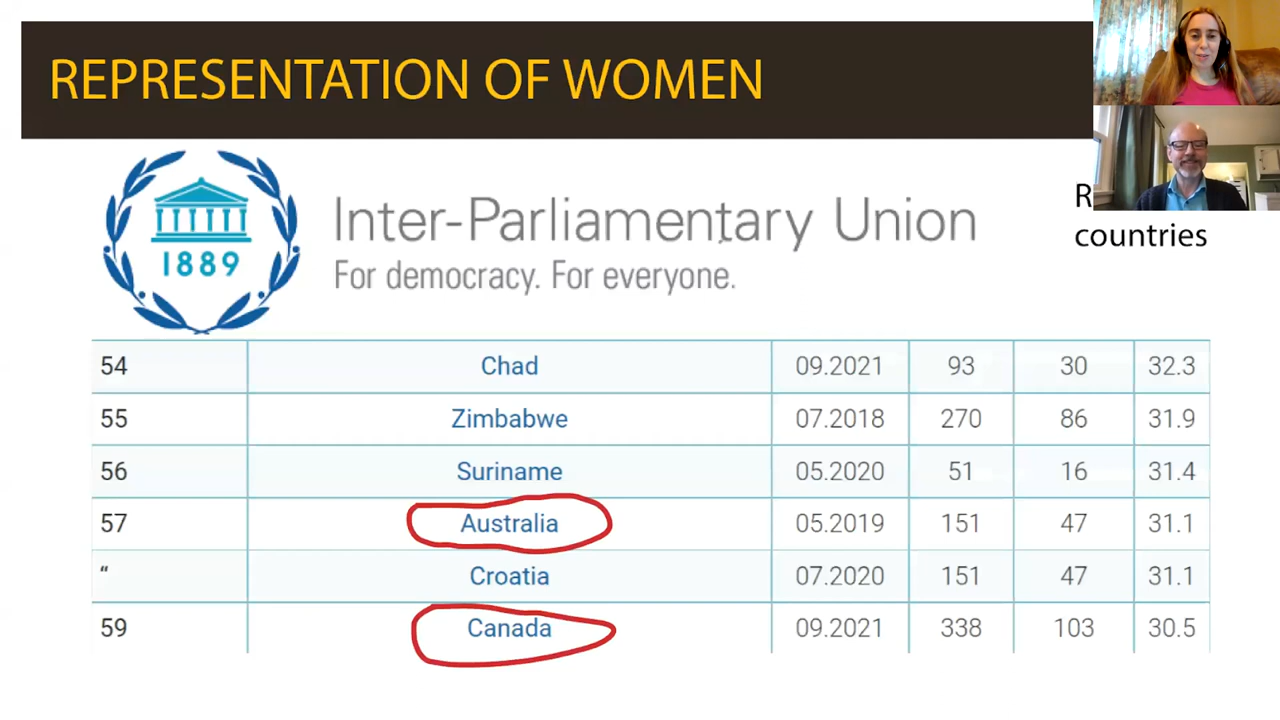 REPRESENTATION OF WOMEN
1889
Inter-Parliamentary Union
For democracy. For everyone.
countries
54 Chad 09.2021 93 30 32.3
55 Zimbabwe 07.2018 270 86 31.9
56 Suriname 05.2020 51 16 31.4
57 Australia 05.2019 151 47 31.1
“ Croatia 07.2020 151 47 31.1
59 Canada 09.2021 338 103 30.5